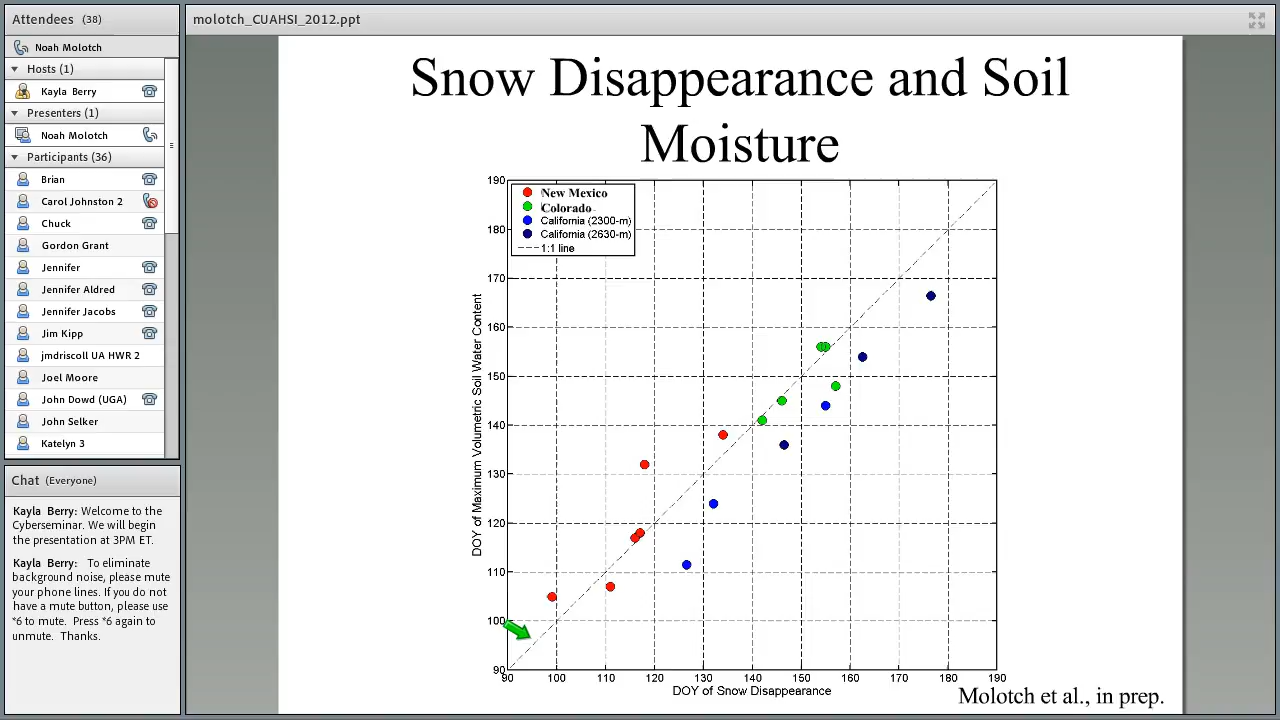 Attendees (38)
Noah Molotch
Hosts (1)
Kayla Berry
Presenters (1)
Noah Molotch
Participants (36)
Brian
Carol Johnston 2
Chuck
Gordon Grant
Jennifer
Jennifer Aldred
Jennifer Jacobs
Jim Kipp
jmdriscoll UA HWR 2
Joel Moore
John Dowd (UGA)
John Selker
Katelyn 3
Chat (Everyone)
Kayla Berry: Welcome to the
Cyberseminar. We will begin
the presentation at 3PM ET.
Kayla Berry: To eliminate
background noise, please mute
your phone lines. If you do not
have a mute button, please use
*6 to mute. Press *6 again to
unmute. Thanks.
molotch_CUAHSI_2012.ppt
Snow Disappearance and Soil
Moisture
New Mexico
Colorado
California (2300-m)
California (2630-m)
1:1 line
DOY of Maximum Volumetric Soil Water Content
190
180
170
160
150
140
130
120
110
100
90
90 100 110 120 130 140 150 160 170 180 190
DOY of Snow Disappearance
Molotch et al., in prep.